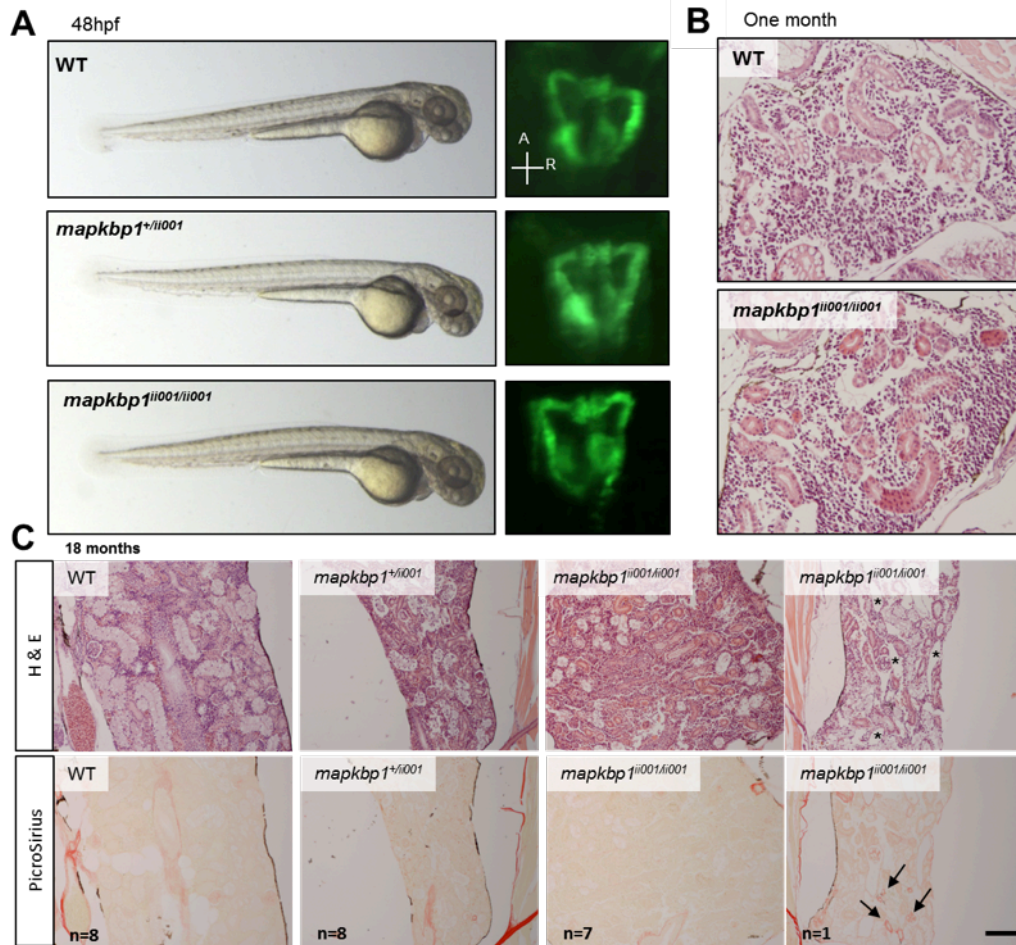 A
48hpf
WT
A
R
mapkbp1+/ii001
mapkbp1ii001/ii001
B
One month
WT
mapkbp1ii001/ii001
C
18 months
H & E
WT
mapkbp1+/ii001
mapkbp1ii001/ii001
mapkbp1ii001/ii001
*
*
*
*
PicroSirius
WT
mapkbp1+/ii001
mapkbp1ii001/ii001
mapkbp1ii001/ii001
n=8
n=8
n=7
n=1